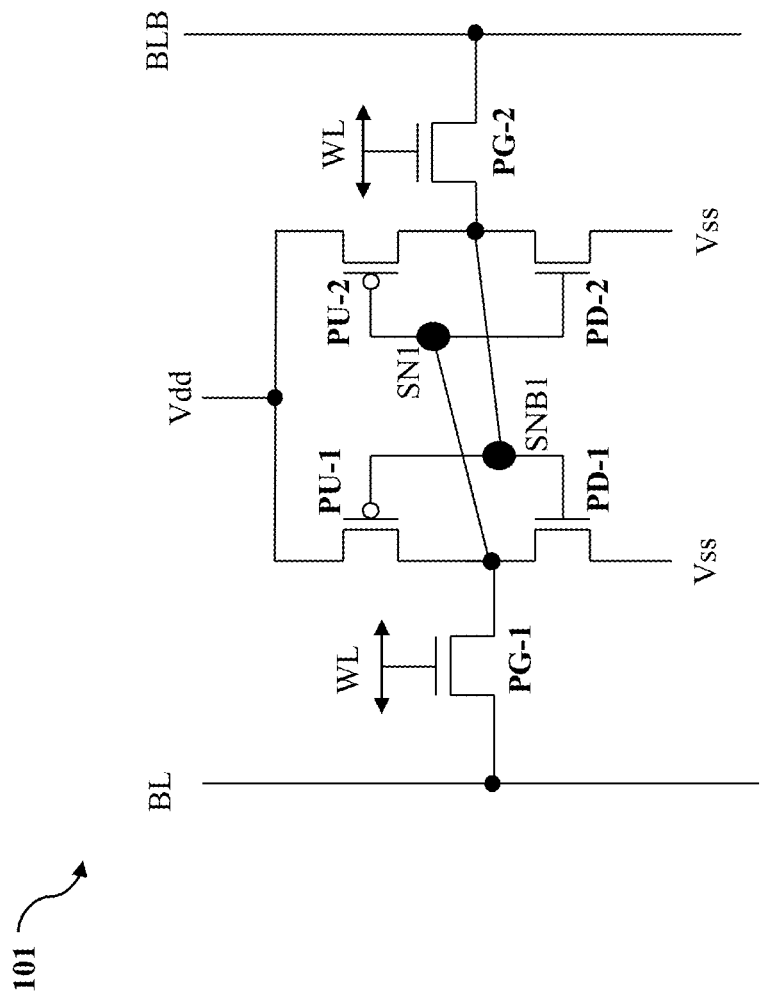 101
BL
BLB
WL
WL
PG-1
PG-2
Vdd
PU-1
PU-2
SN1
SNB1
PD-1
PD-2
Vss
Vss